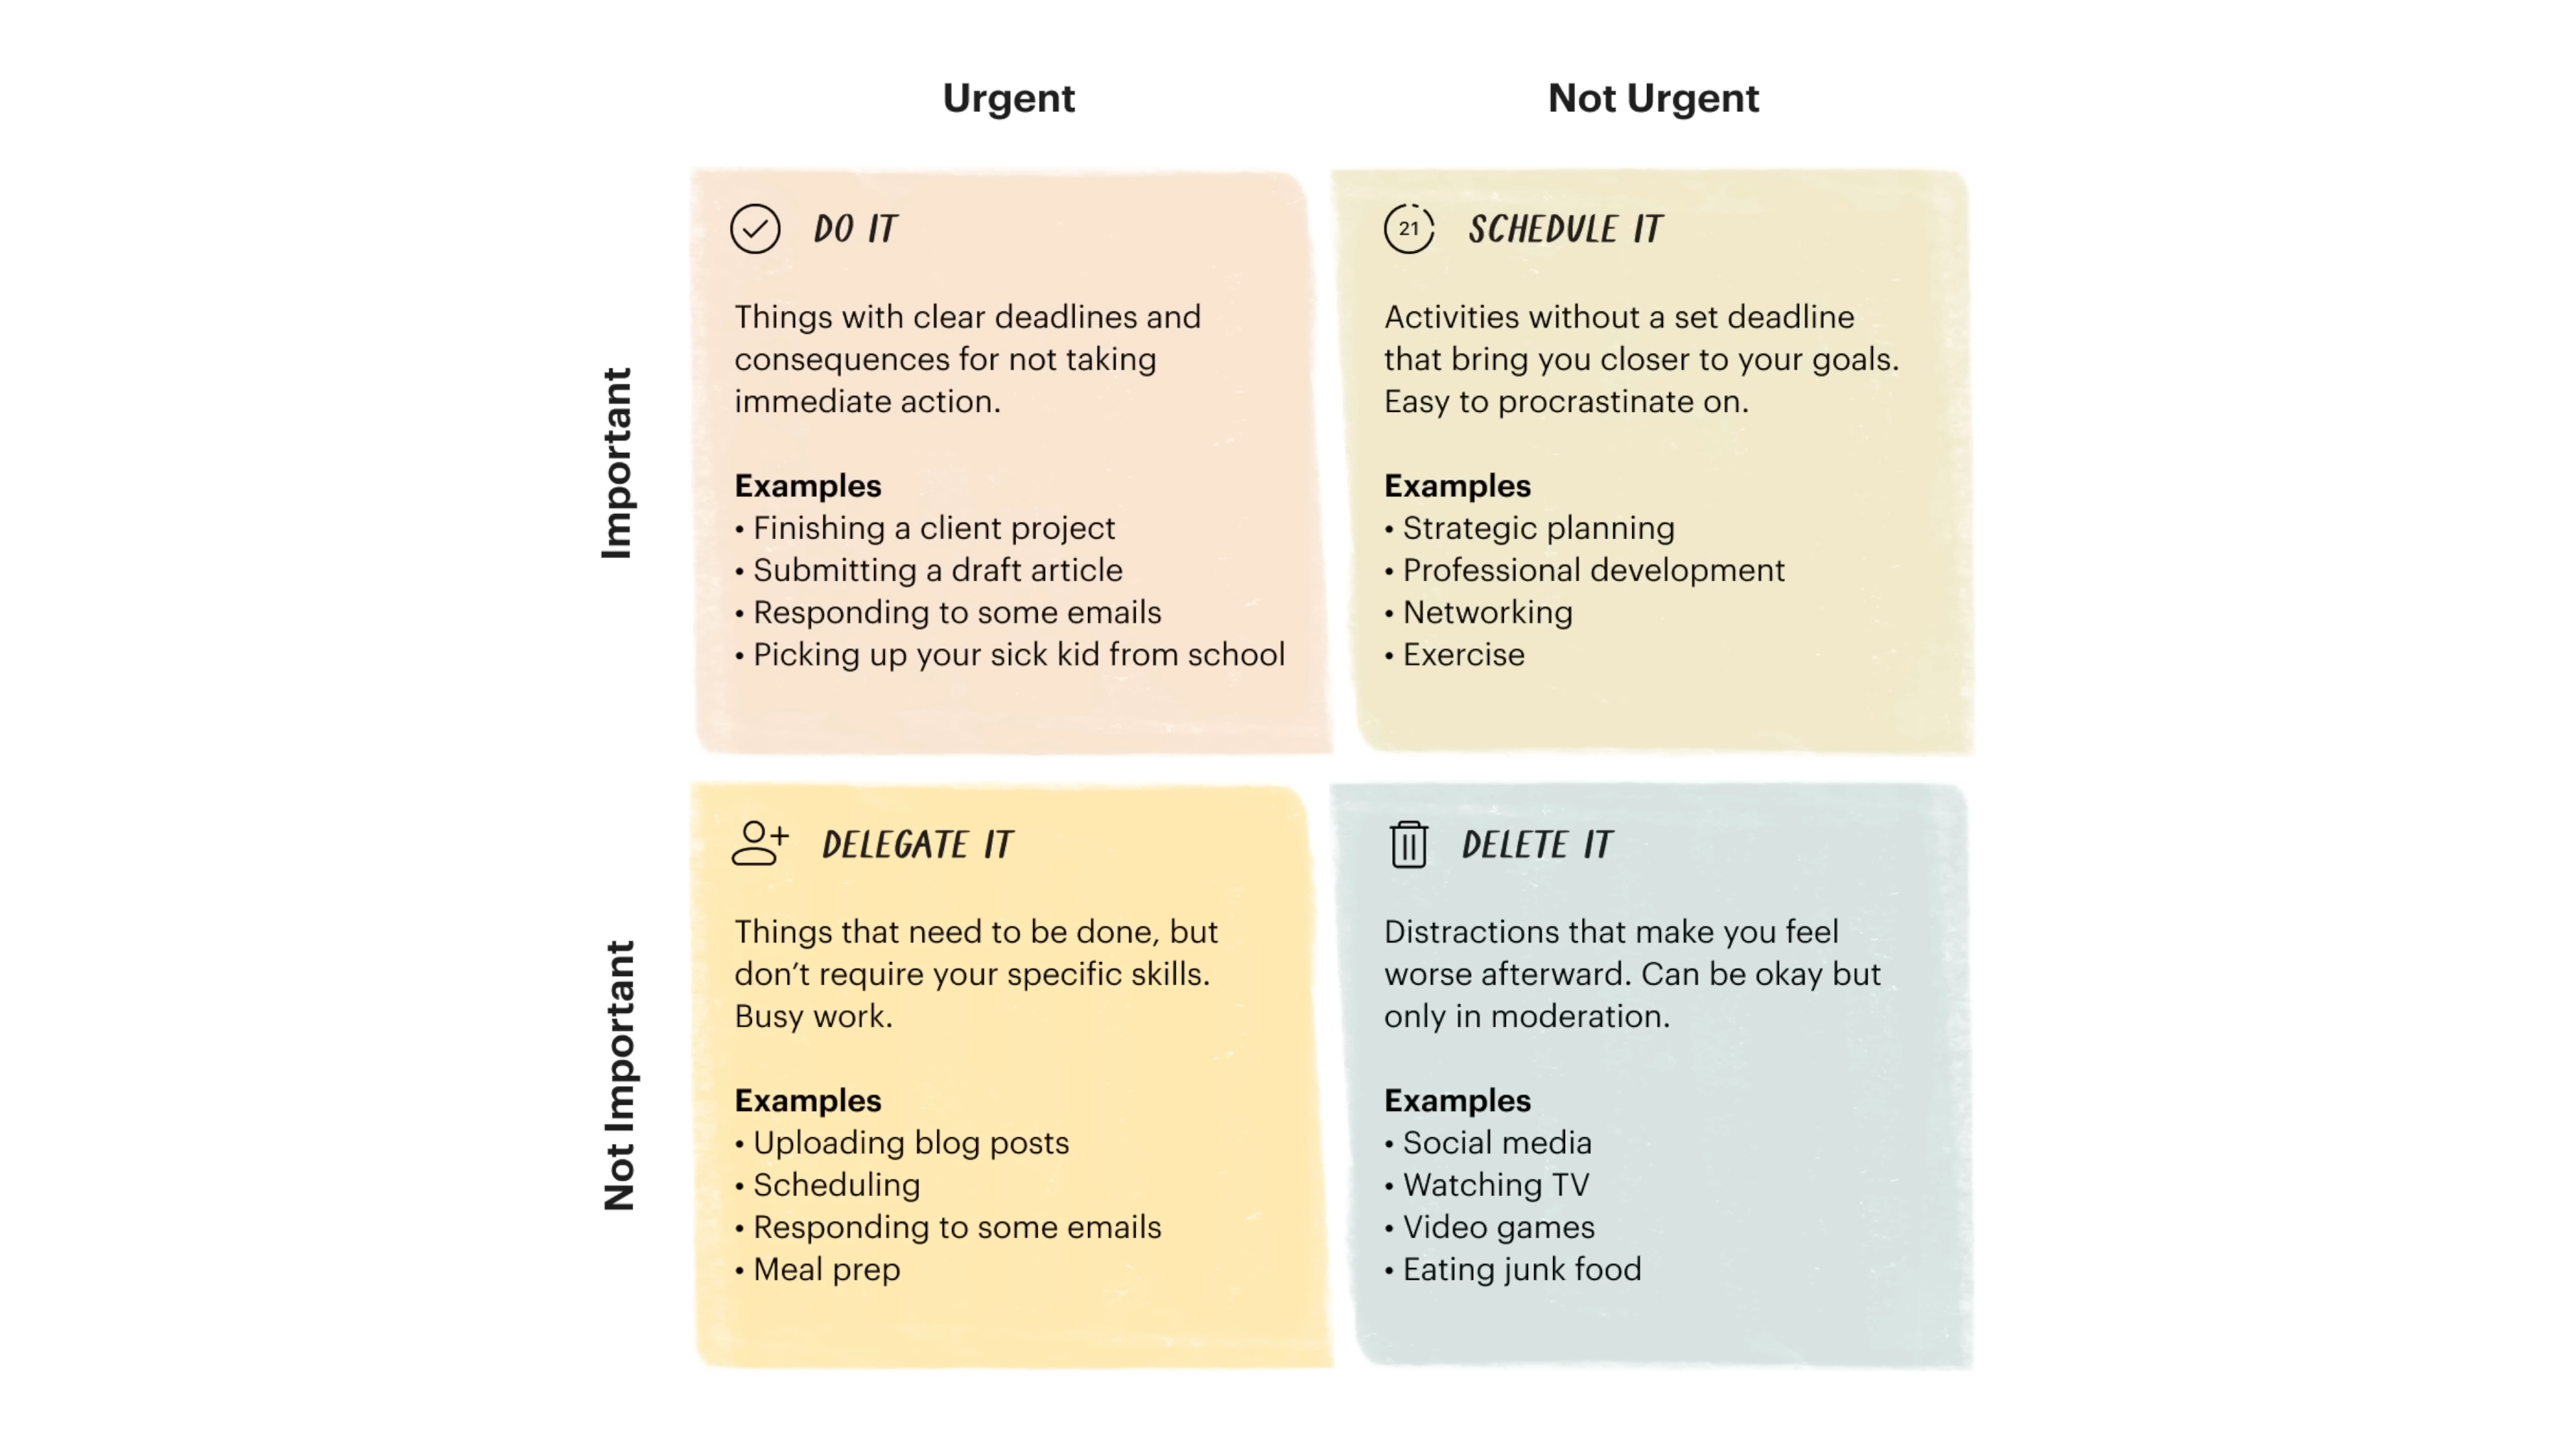 Urgent
Not Urgent
Important
DO IT
Things with clear deadlines and
consequences for not taking
immediate action.
Examples
• Finishing a client project
• Submitting a draft article
• Responding to some emails
• Picking up your sick kid from school
21
SCHEDULE IT
Activities without a set deadline
that bring you closer to your goals.
Easy to procrastinate on.
Examples
• Strategic planning
• Professional development
• Networking
• Exercise
Not Important
DELEGATE IT
Things that need to be done, but
don’t require your specific skills.
Busy work.
Examples
• Uploading blog posts
• Scheduling
• Responding to some emails
• Meal prep
DELETE IT
Distractions that make you feel
worse afterward. Can be okay but
only in moderation.
Examples
• Social media
• Watching TV
• Video games
• Eating junk food